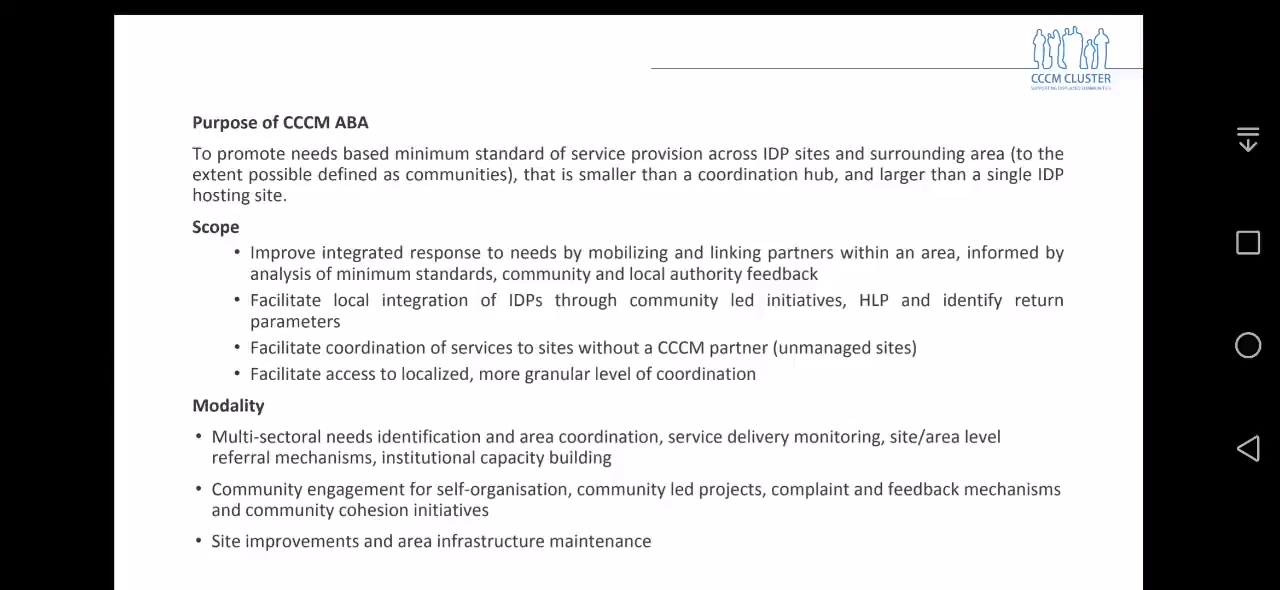 CCCM CLUSTER
SUPPORTING DISPLACED COMMUNITIES
Purpose of CCCM ABA
To promote needs based minimum standard of service provision across IDP sites and surrounding area (to the
extent possible defined as communities), that is smaller than a coordination hub, and larger than a single IDP
hosting site.
Scope
• Improve integrated response to needs by mobilizing and linking partners within an area, informed by
analysis of minimum standards, community and local authority feedback
• Facilitate local integration of IDPs through community led initiatives, HLP and identify return
parameters
• Facilitate coordination of services to sites without a CCCM partner (unmanaged sites)
• Facilitate access to localized, more granular level of coordination
Modality
• Multi-sectoral needs identification and area coordination, service delivery monitoring, site/area level
referral mechanisms, institutional capacity building
• Community engagement for self-organisation, community led projects, complaint and feedback mechanisms
and community cohesion initiatives
• Site improvements and area infrastructure maintenance